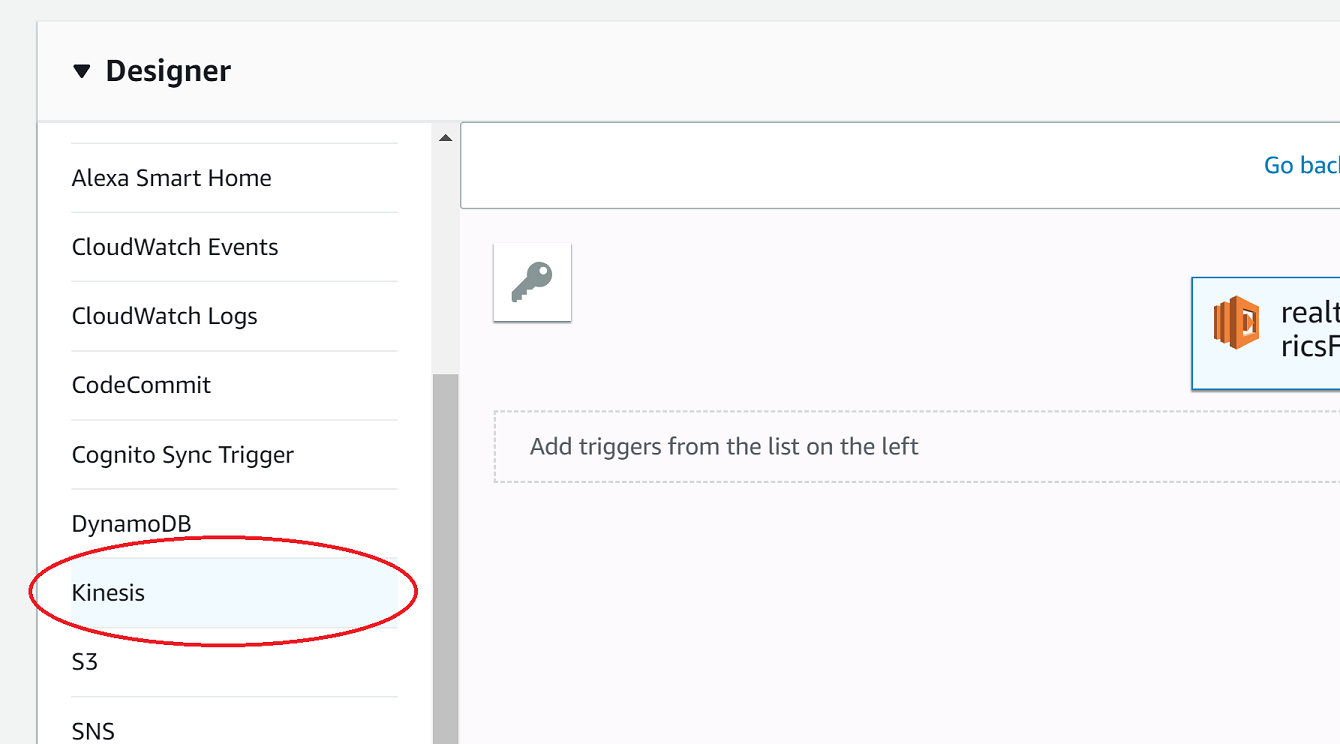 Designer
Alexa Smart Home
CloudWatch Events
CloudWatch Logs
CodeCommit
Cognito Sync Trigger
DynamoDB
Kinesis
S3
SNS
Go back
realt
ricsF
Add triggers from the list on the left